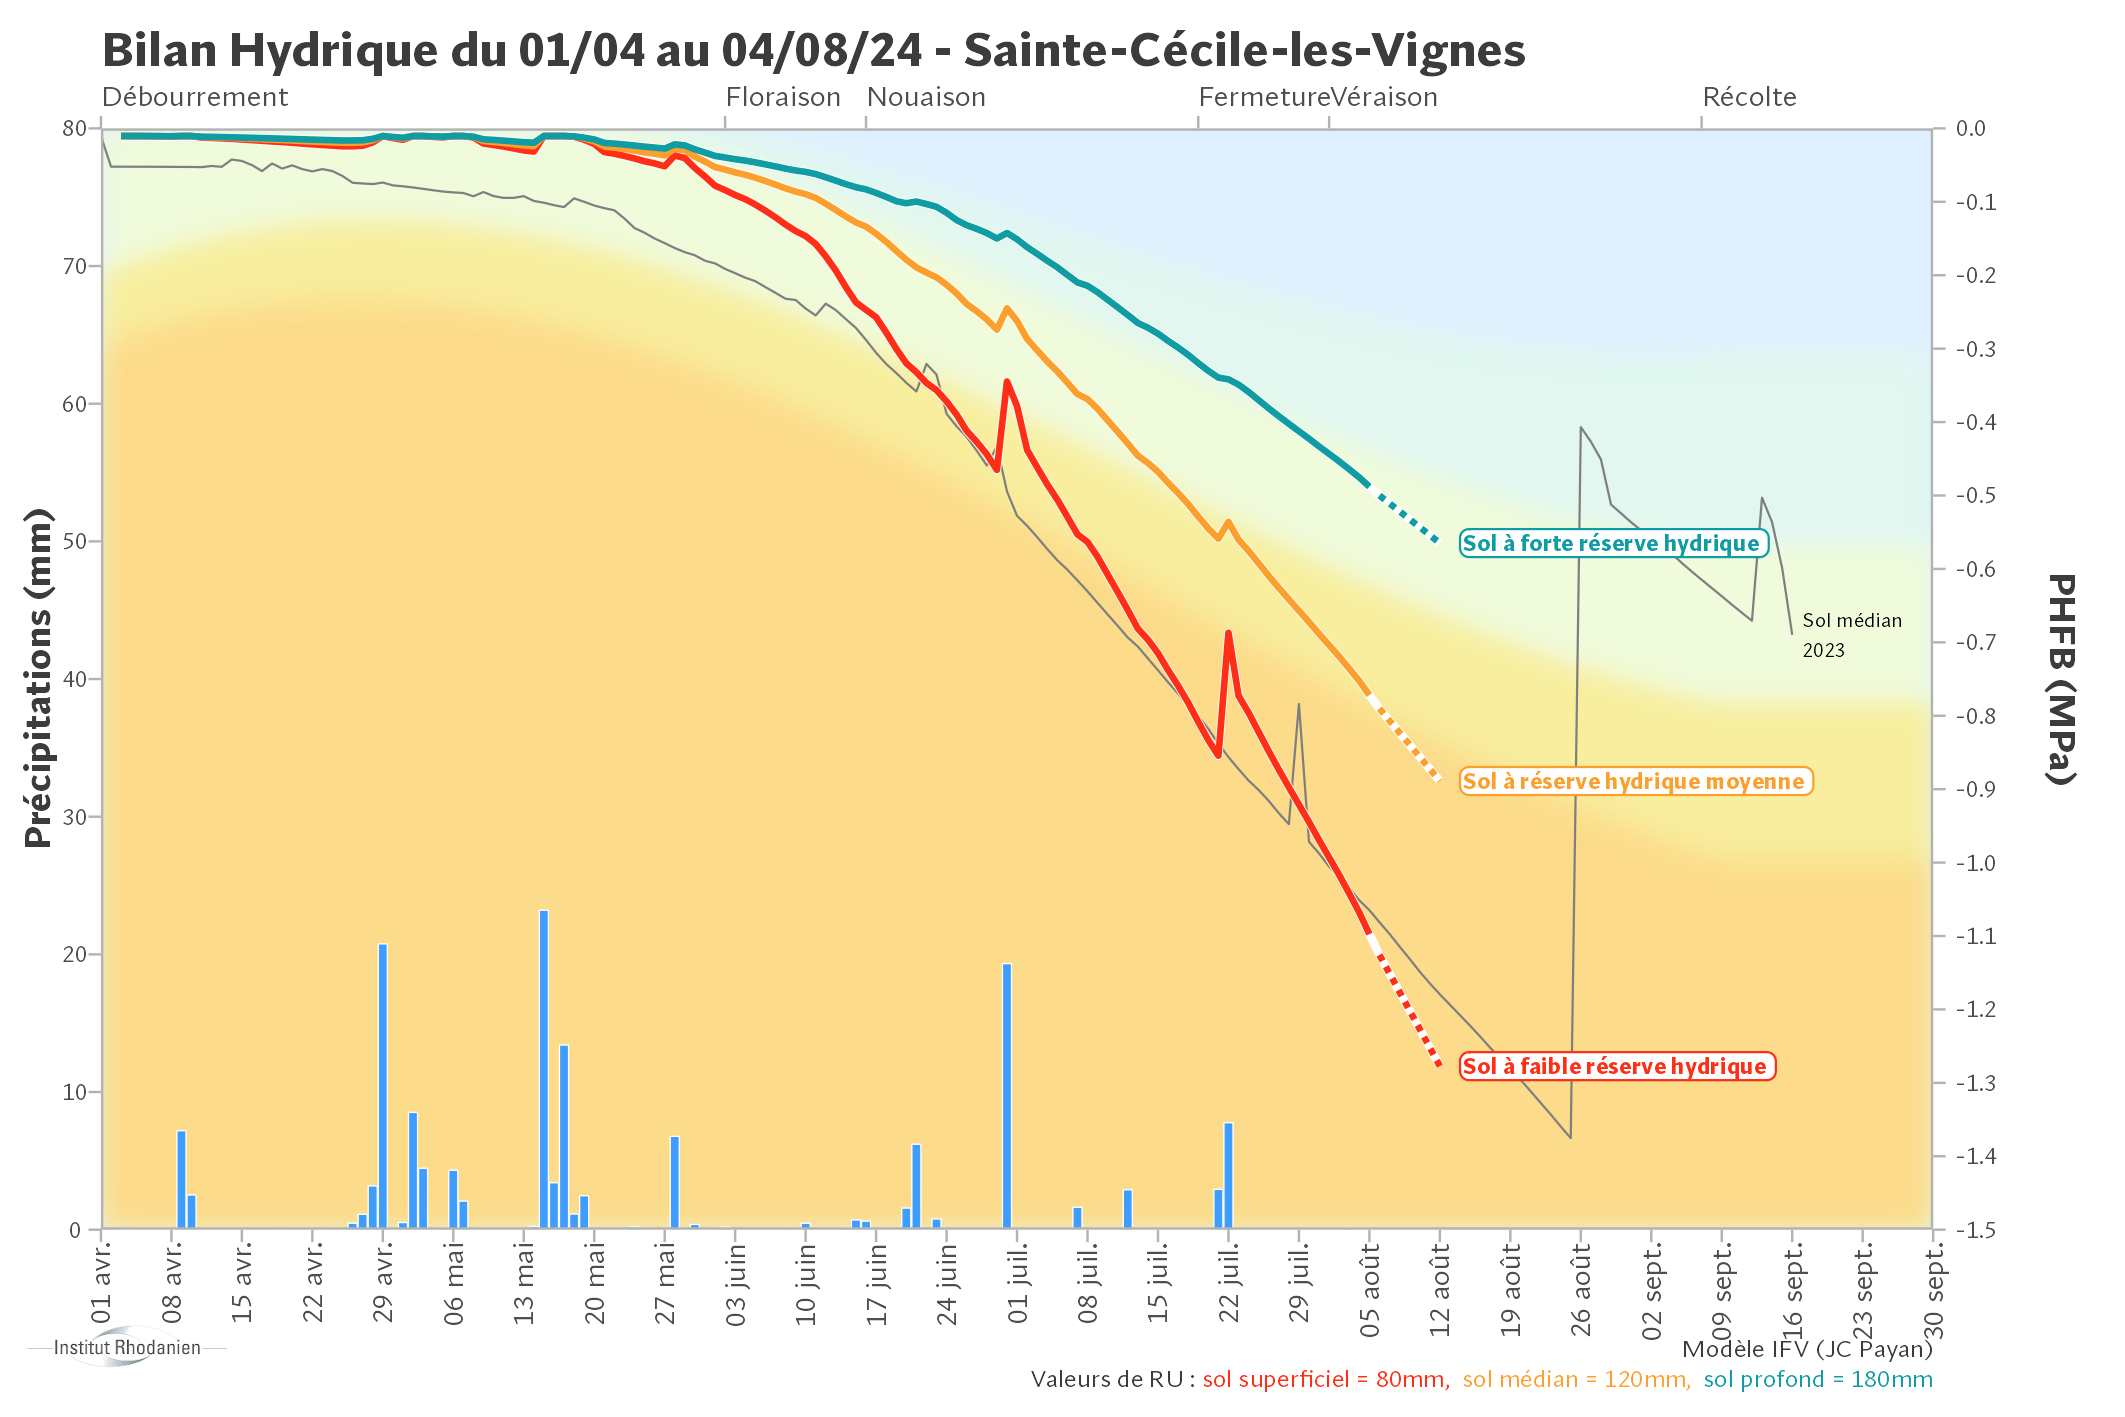 Bilan Hydrique du 01/04 au 04/08/24 - Sainte-Cécile-les-Vignes
Débourrement Floraison Nouaison Fermeture Véraison Récolte
Précipitations (mm)
80
70
60
50
40
30
20
10
0
0.0
-0.1
-0.2
-0.3
-0.4
-0.5
-0.6
-0.7
-0.8
-0.9
-1.0
-1.1
-1.2
-1.3
-1.4
-1.5
PHFB (MPa)
Sol à forte réserve hydrique
Sol médian
2023
Sol à réserve hydrique moyenne
Sol à faible réserve hydrique
01 avr.
08 avr.
15 avr.
22 avr.
29 avr.
06 mai
13 mai
20 mai
27 mai
03 juin
10 juin
17 juin
24 juin
01 juil.
08 juil.
15 juil.
22 juil.
29 juil.
05 août
12 août
19 août
26 août
02 sept.
09 sept.
16 sept.
23 sept.
30 sept.
Institut Rhodanien
Modèle IFV (JC Payan)
Valeurs de RU : sol superficiel = 80mm, sol médian = 120mm, sol profond = 180mm